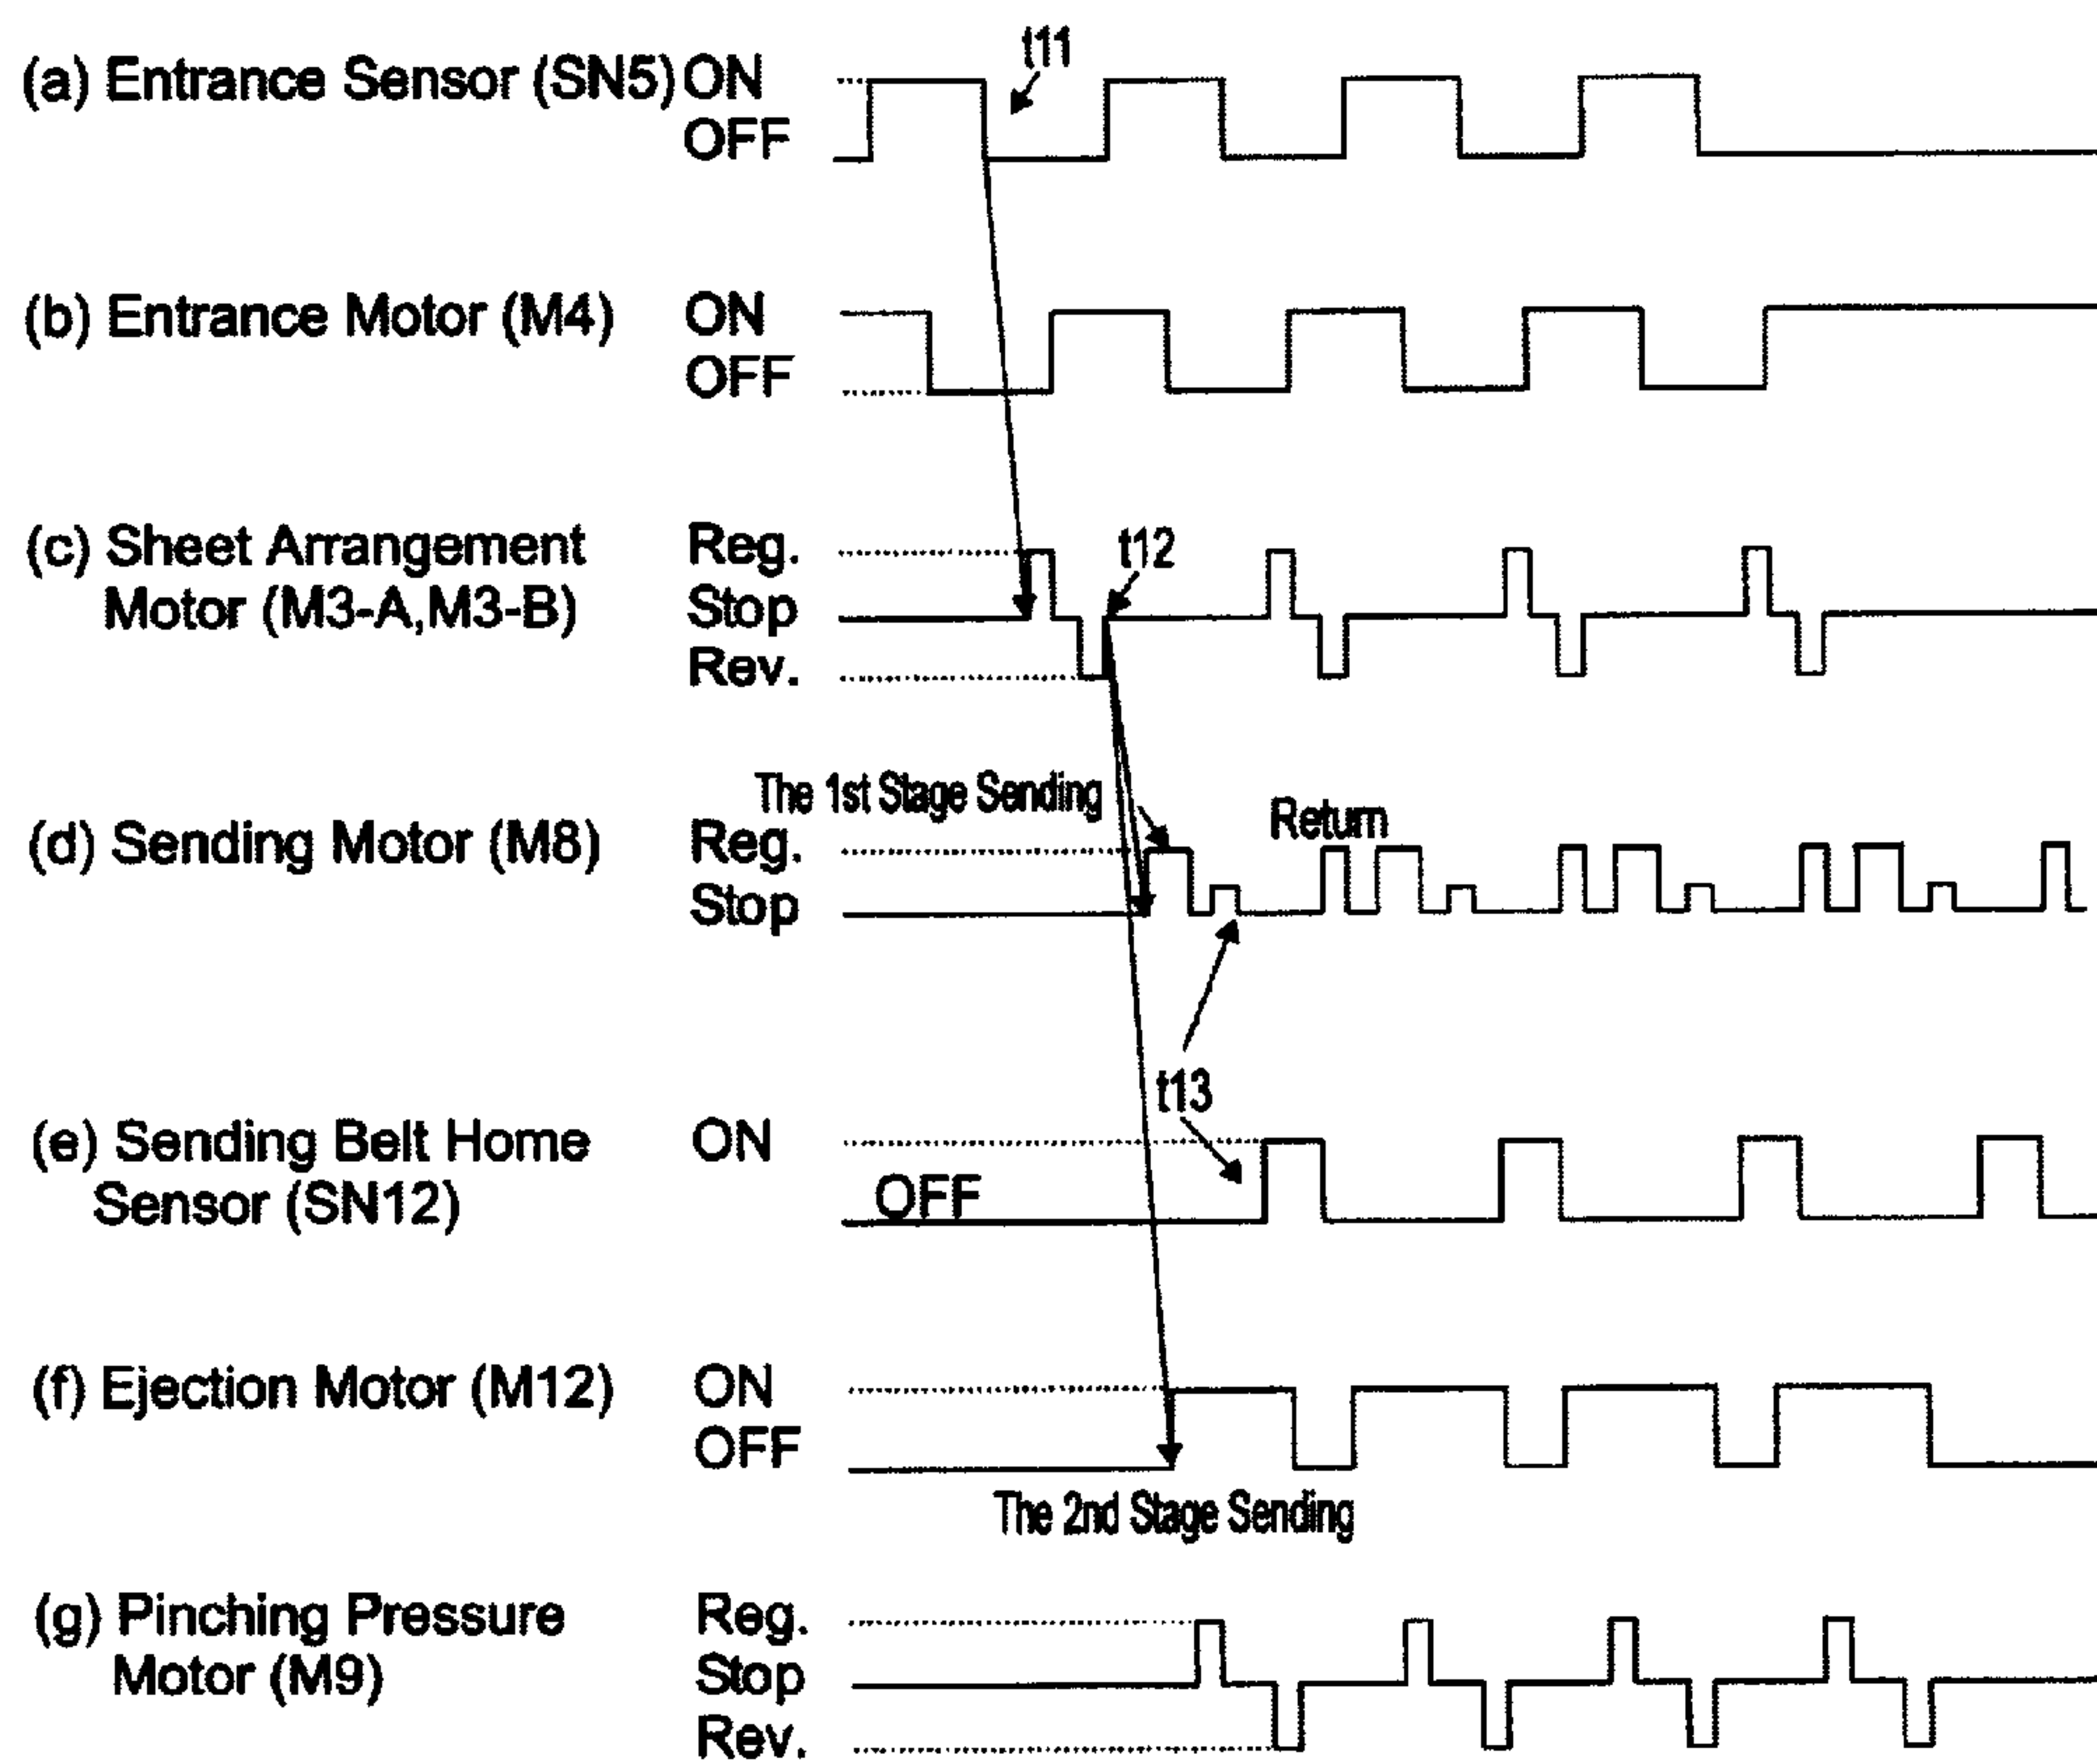 t11
(a) Entrance Sensor (SN5) ON
OFF
(b) Entrance Motor (M4) ON
OFF
(c) Sheet Arrangement Reg.
t12
Motor (M3-A,M3-B) Stop
Rev.
The 1st Stage Sending
Return
(d) Sending Motor (M8) Reg.
Stop
t13
(e) Sending Belt Home ON
Sensor (SN12) OFF
(f) Ejection Motor (M12) ON
OFF
The 2nd Stage Sending
(g) Pinching Pressure Reg.
Motor (M9) Stop
Rev.